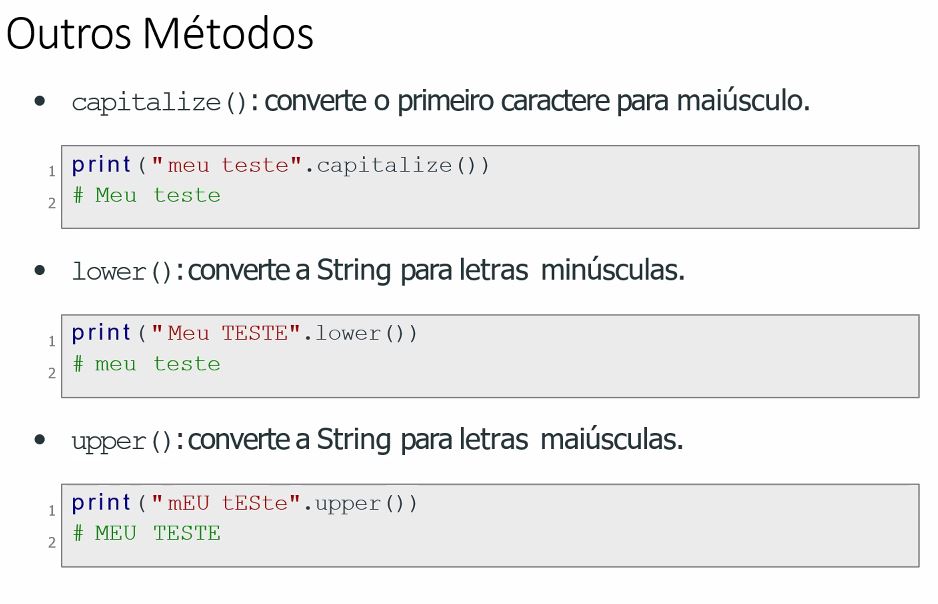 Outros Métodos
• capitalize(): converte o primeiro caractere para maiúsculo.
1 print("meu teste".capitalize())
2 # Meu teste
• lower(): converte a String para letras minúsculas.
1 print("Meu TESTE".lower())
2 # meu teste
• upper(): converte a String para letras maiúsculas.
1 print("mEU tESte".upper())
2 # MEU TESTE